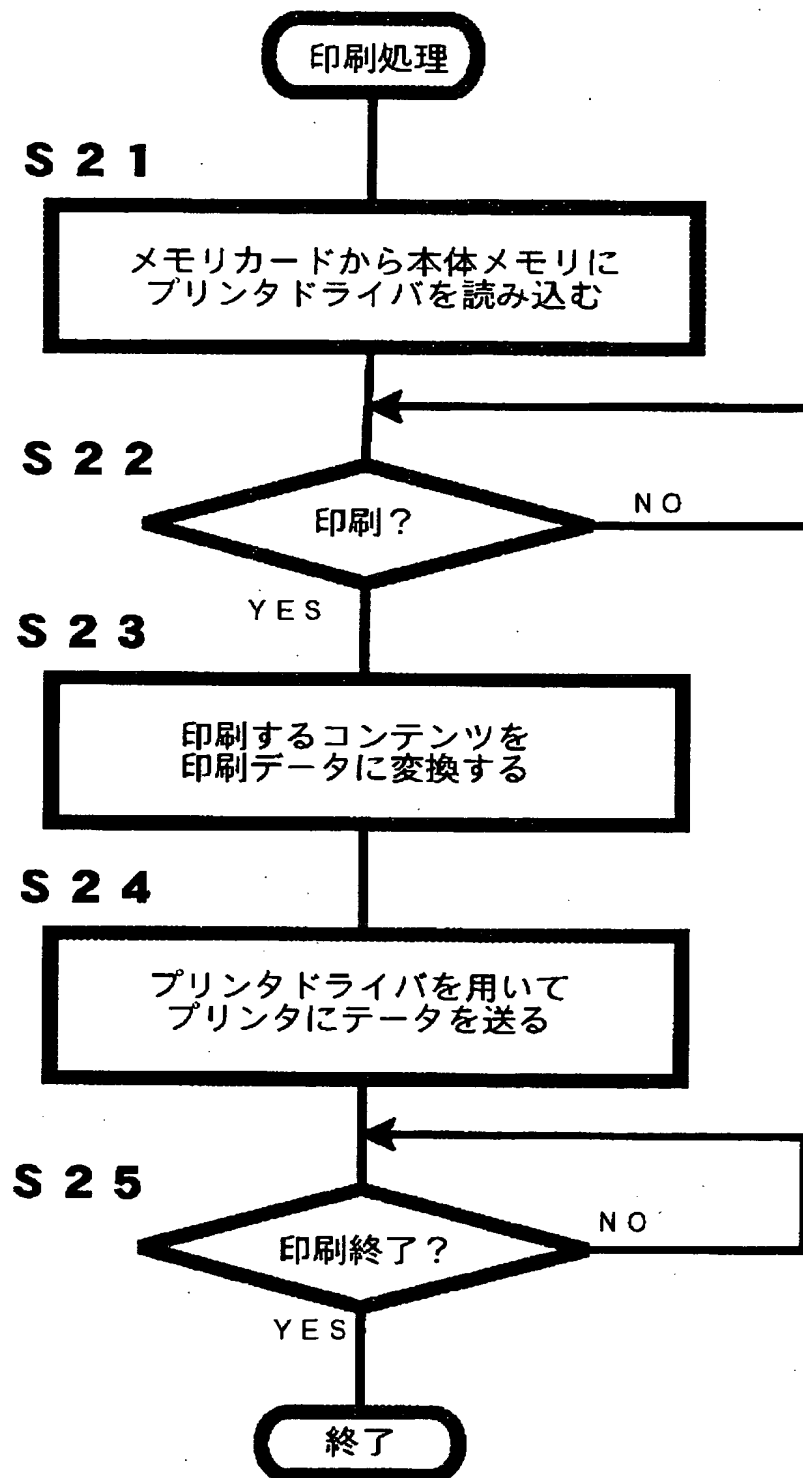 印刷処理
S21
メモリカードから本体メモリに
プリンタドライバを読み込む
S22
印刷？
NO
YES
S23
印刷するコンテンツを
印刷データに変換する
S24
プリンタドライバを用いて
プリンタにテータを送る
S25
印刷終了？
NO
YES
終了